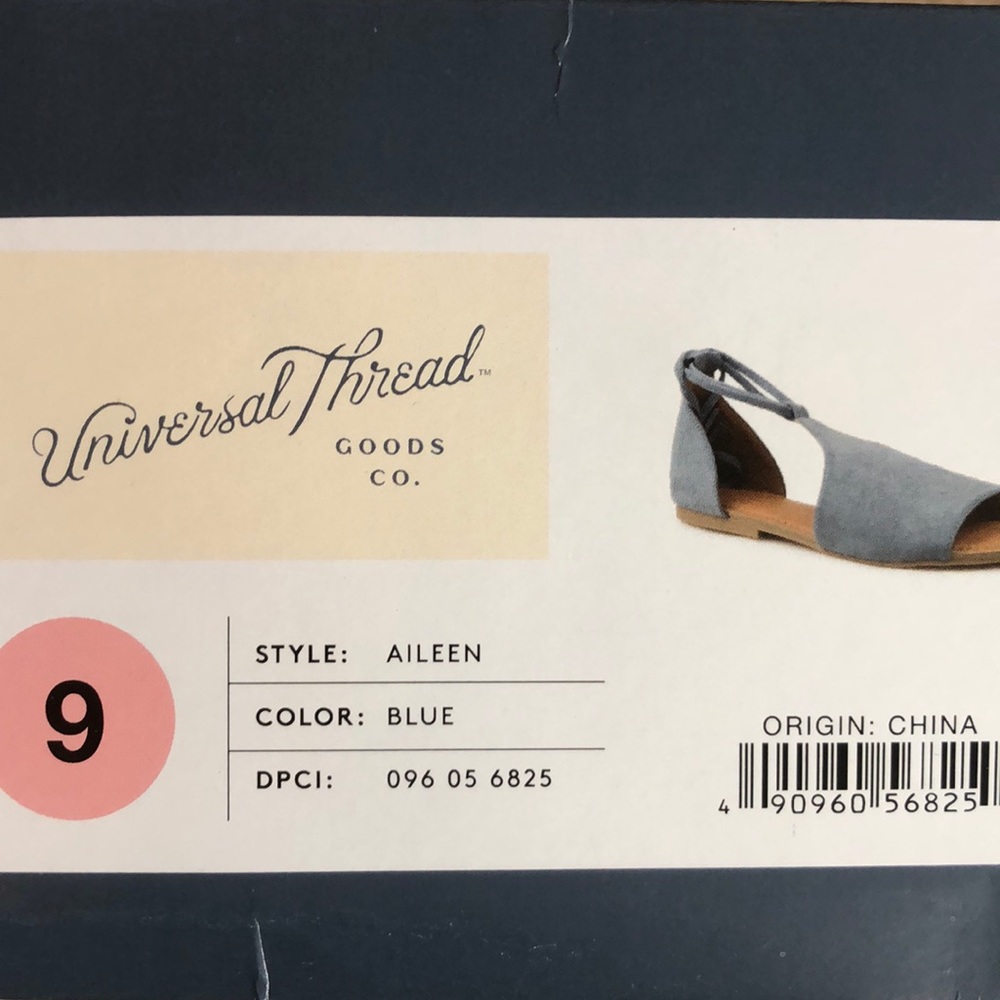 Universal Thread™
GOODS
CO.
9
STYLE: AILEEN
COLOR: BLUE
DPCI: 096 05 6825
ORIGIN: CHINA
4 90960 56825